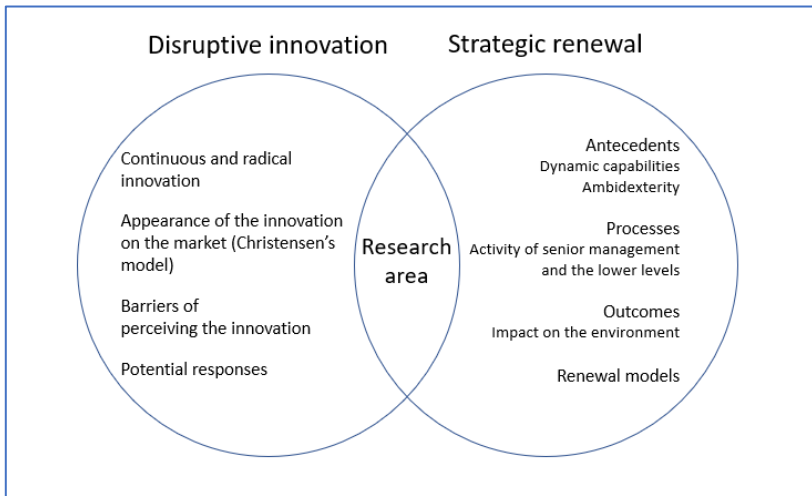 Disruptive innovation
Strategic renewal
Continuous and radical
innovation
Appearance of the innovation
on the market (Christensen’s
model)
Barriers of
perceiving the innovation
Potential responses
Research
area
Antecedents
Dynamic capabilities
Ambidexterity
Processes
Activity of senior management
and the lower levels
Outcomes
Impact on the environment
Renewal models